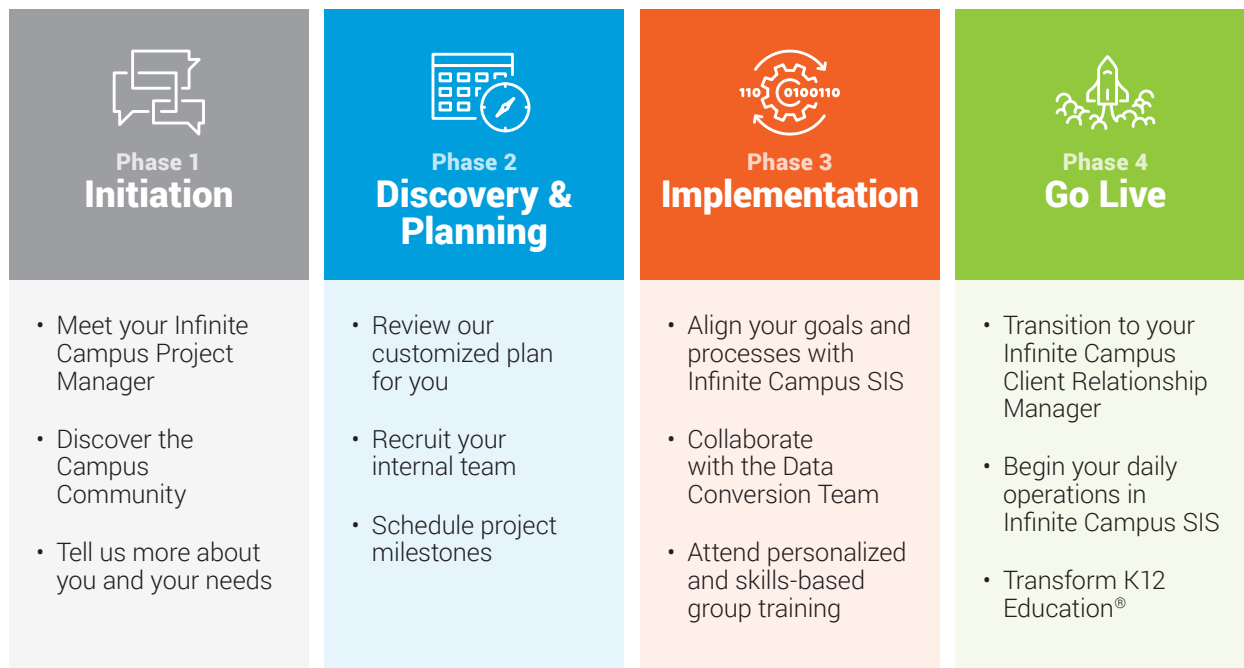 110 0100110
Phase 1
Initiation
Phase 2
Discovery &
Planning
Phase 3
Implementation
Phase 4
Go Live
• Meet your Infinite
Campus Project
Manager
• Discover the
Campus
Community
• Tell us more about
you and your needs
• Review our
customized plan
for you
• Recruit your
internal team
• Schedule project
milestones
• Align your goals and
processes with
Infinite Campus SIS
• Collaborate
with the Data
Conversion Team
• Attend personalized
and skills-based
group training
• Transition to your
Infinite Campus
Client Relationship
Manager
• Begin your daily
operations in
Infinite Campus SIS
• Transform K12
Education®